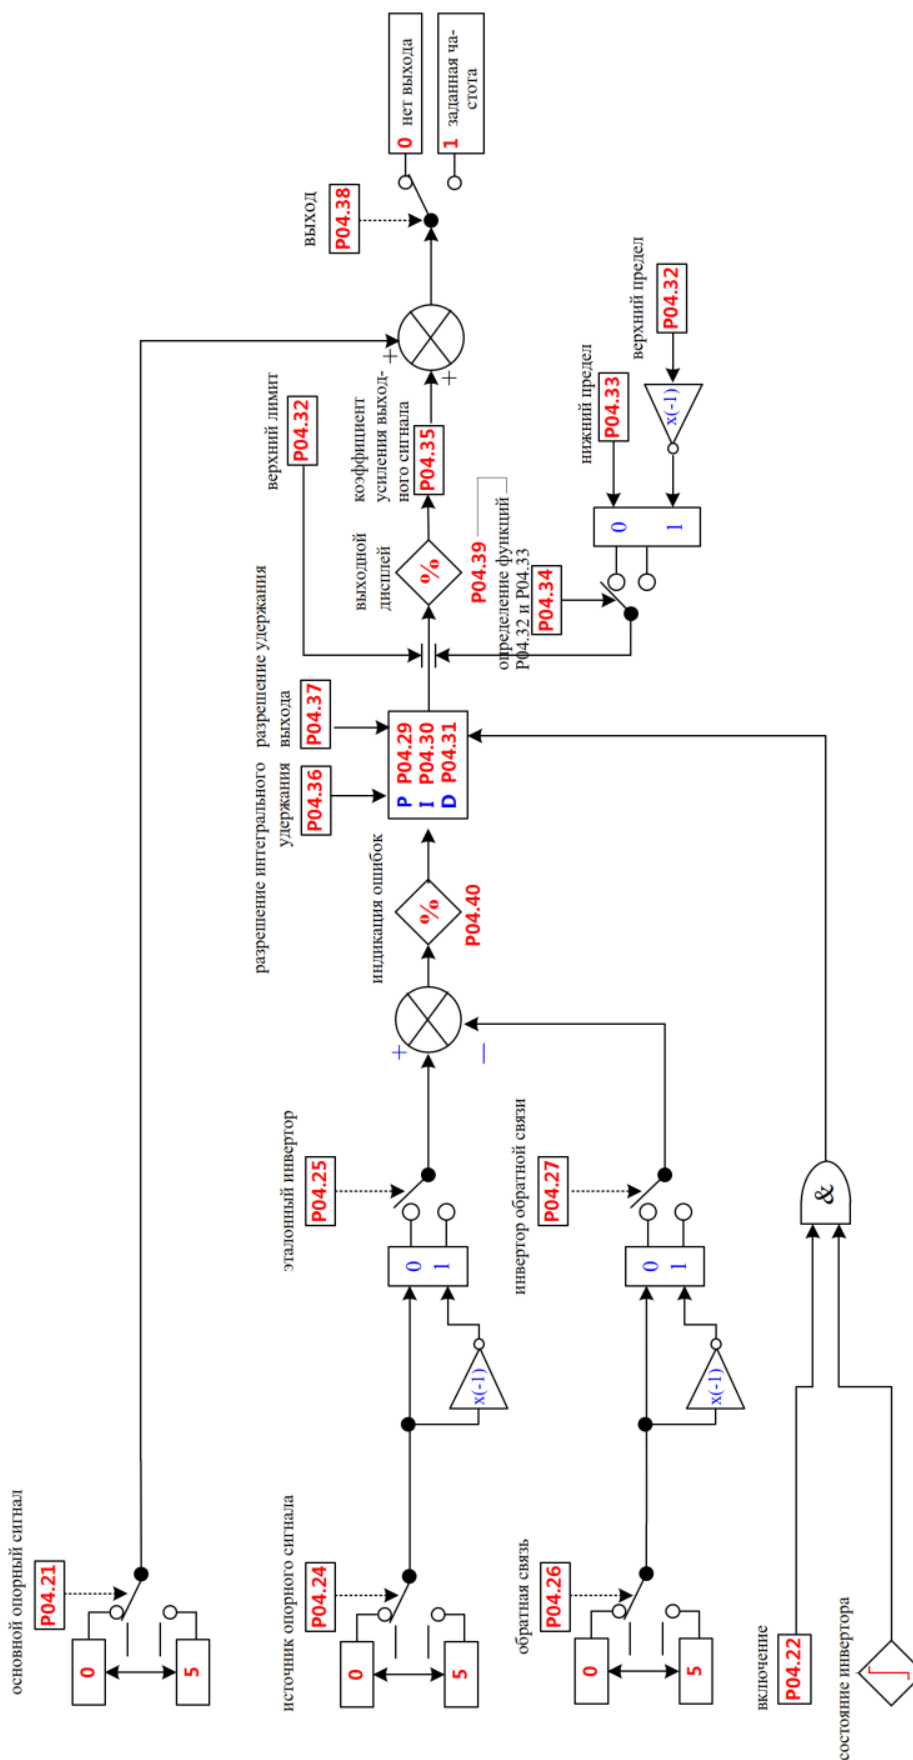 основной опорный сигнал
P04.21
0
5
источник опорного сигнала
P04.24
0
5
x(-1)
0
1
эталонный инвертор
P04.25
+
обратная связь
P04.26
0
5
x(-1)
0
1
инвертор обратной связи
P04.27
—
включение
P04.22
состояние инвертора
&
индикация ошибок
%
P04.40
разрешение интегрального
удержания
P04.36
разрешение удержания
выхода
P04.37
P P04.29
I P04.30
D P04.31
верхний лимит
P04.32
выходной
дисплей
%
P04.39
определение функций
P04.32 и P04.33
P04.34
0
1
нижний предел
P04.33
верхний предел
P04.32
x(-1)
коэффициент
усиления выход-
ного сигнала
P04.35
+
+
выход
P04.38
0 нет выхода
1 заданная ча-
стота